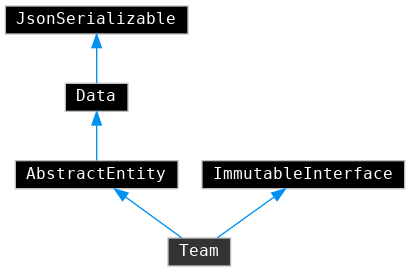 JsonSerializable
Data
AbstractEntity
ImmutableInterface
Team